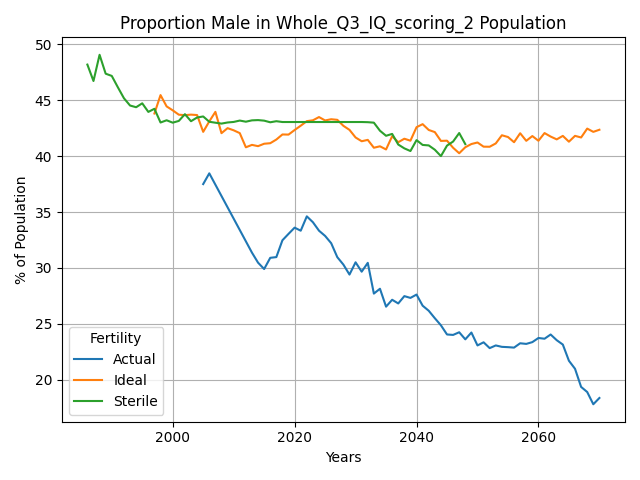 Proportion Male in Whole_Q3_IQ_scoring_2 Population
% of Population
50
45
40
35
30
25
20
Fertility
Actual
Ideal
Sterile
2000
2020
2040
2060
Years